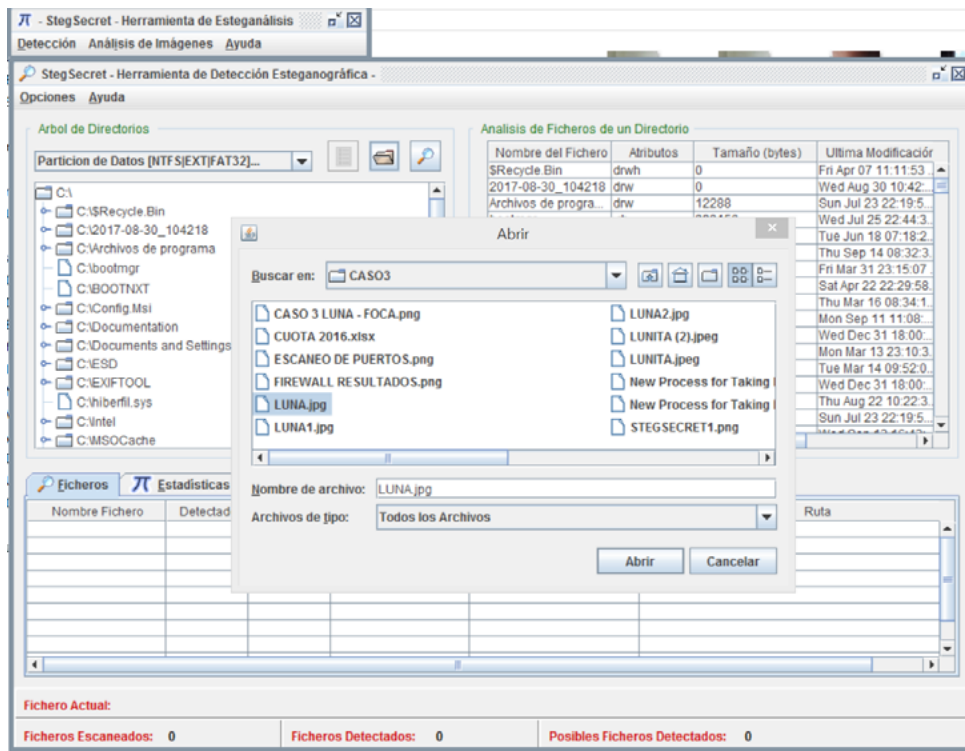 π - StegSecret - Herramienta de Esteganálisis
Detección Análisis de Imágenes Ayuda
StegSecret - Herramienta de Detección Esteganográfica -
Opciones Ayuda
Arbol de Directorios
Particion de Datos [NTFS|EXT|FAT32]...
C:\
C:\$Recycle.Bin
C:\2017-08-30_104218
C:\Archivos de programa
C:\bootmgr
C:\BOOTNXT
C:\Config.Msi
C:\Documentation
C:\Documents and Settings
C:\ESD
C:\EXIFTOOL
C:\hiberfil.sys
C:\Intel
C:\MSOCache
Analisis de Ficheros de un Directorio
Nombre del Fichero Atributos Tamaño (bytes) Ultima Modificaciór
$Recycle.Bin drwh 0 Fri Apr 07 11:11:53 ..
2017-08-30_104218 drw 0 Wed Aug 30 10:42:...
Archivos de progra... drw 12288 Sun Jul 23 22:19:5...
Wed Jul 25 22:44:3...
Tue Jun 18 07:18:2...
Thu Sep 14 08:32:3...
Fri Mar 31 23:15:07 ..
Sat Apr 22 22:29:58...
Thu Mar 16 08:34:1...
Mon Sep 11 11:08:...
Wed Dec 31 18:00:...
Mon Mar 13 23:10:3...
Tue Mar 14 09:52:0...
Wed Dec 31 18:00:...
Thu Aug 22 10:22:3...
Sun Jul 23 22:19:5...
Abrir
Buscar en: CASO3
CASO 3 LUNA - FOCA.png
CUOTA 2016.xlsx
ESCANEO DE PUERTOS.png
FIREWALL RESULTADOS.png
LUNA.jpg
LUNA1.jpg
LUNA2.jpg
LUNITA (2).jpeg
LUNITA.jpeg
New Process for Taking
New Process for Taking
STEGSECRET1.png
Nombre de archivo: LUNA.jpg
Archivos de tipo: Todos los Archivos
Abrir Cancelar
Ficheros π Estadísticas
Nombre Fichero Detectad Ruta
Fichero Actual:
Ficheros Escaneados: 0 Ficheros Detectados: 0 Posibles Ficheros Detectados: 0